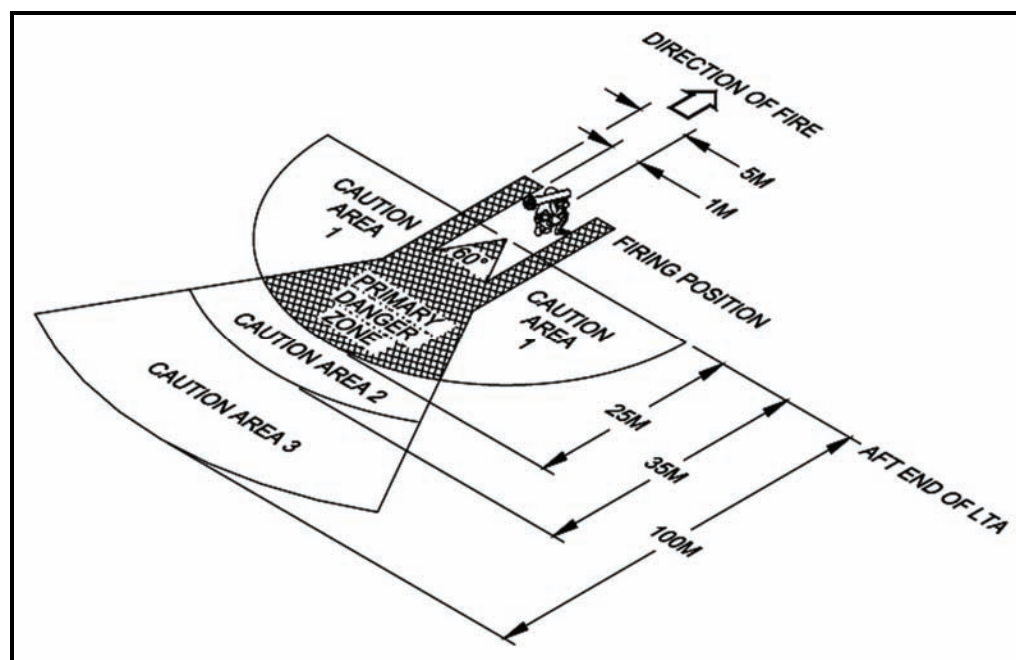 DIRECTION OF FIRE
5M
1M
CAUTION
AREA
1
60°
FIRING POSITION
PRIMARY
DANGER
ZONE
CAUTION
AREA
1
CAUTION AREA 2
CAUTION AREA 3
25M
35M
100M
AFT END OF LTA